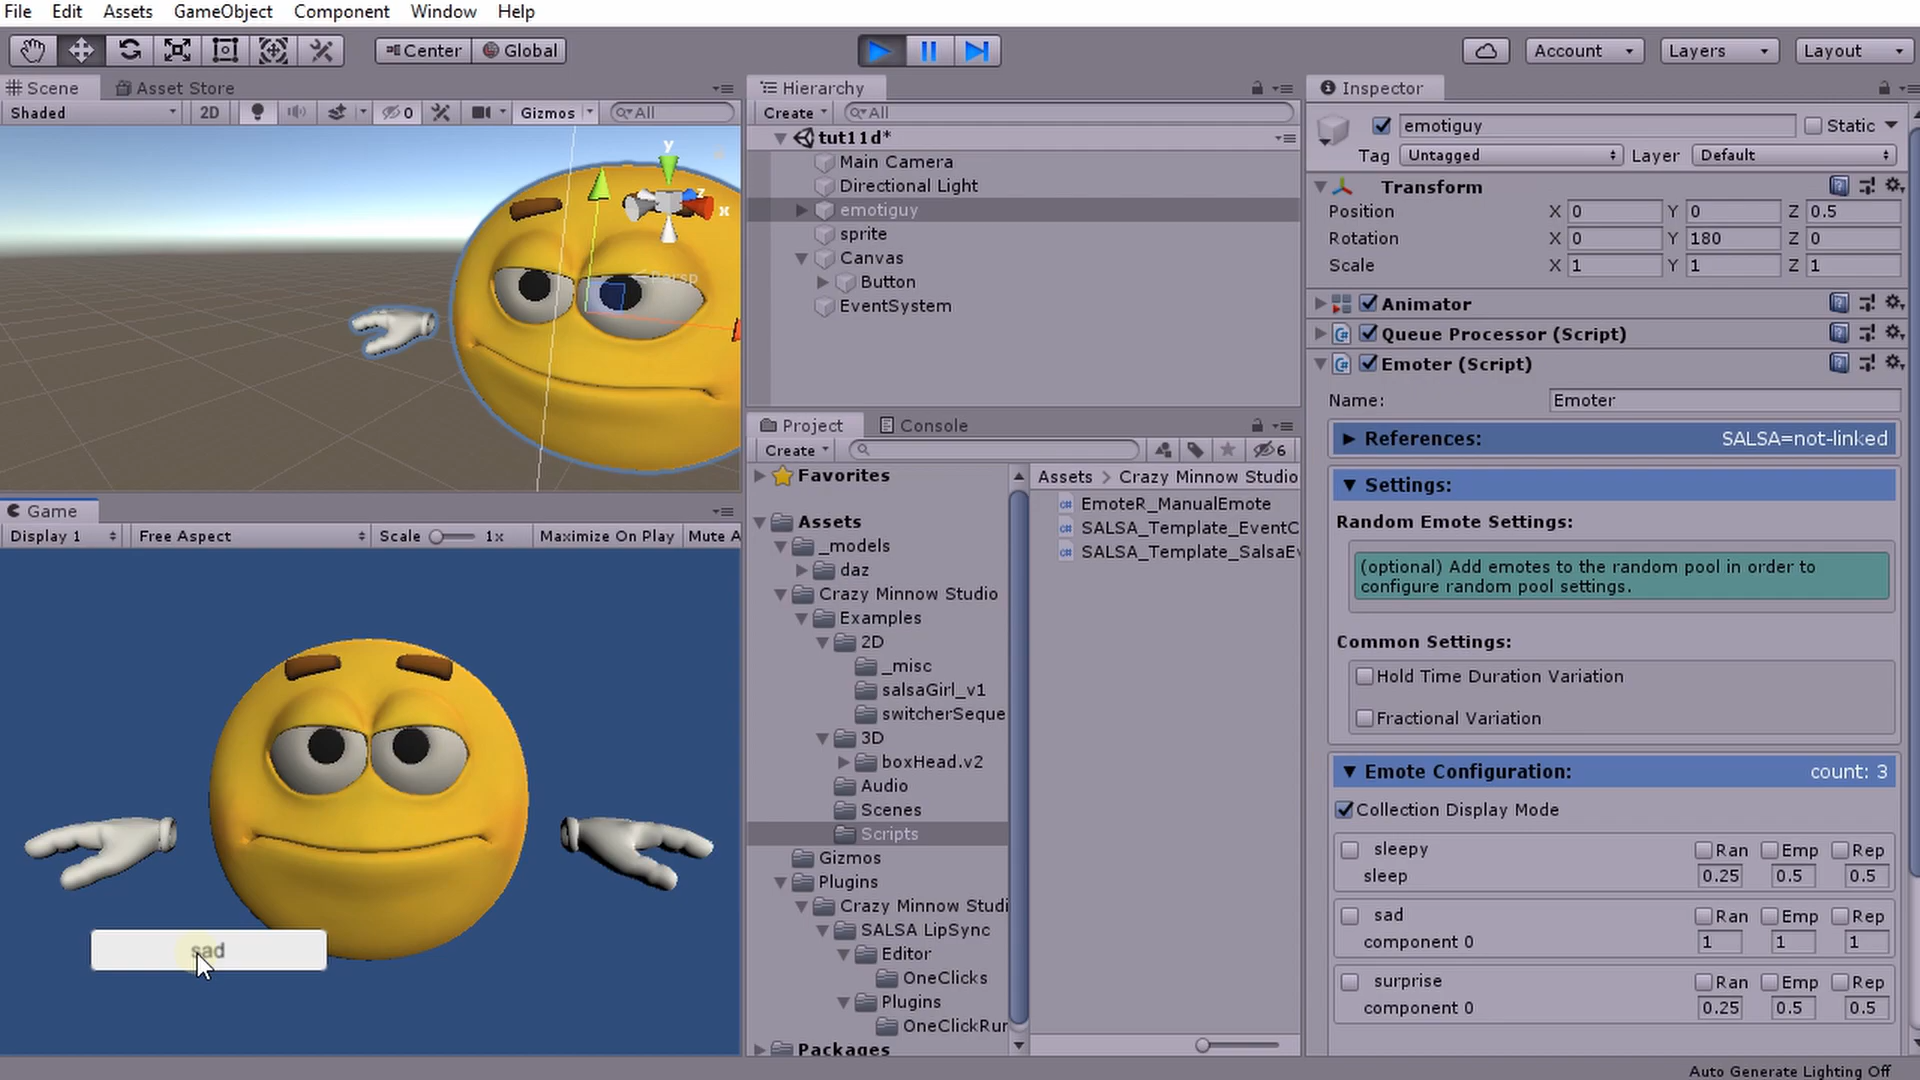 File Edit Assets GameObject Component Window Help
Center Global Account Layers Layout
Scene Asset Store
Shaded 2D 0 Gizmos All
y
z
x
Persp
Game
Display 1 Free Aspect Scale 1x Maximize On Play Mute A
sad
Hierarchy
Create All
tut11d*
Main Camera
Directional Light
emotiguy
sprite
Canvas
Button
EventSystem
Project Console
Create 6
Favorites
Assets
_models
daz
Crazy Minnow Studio
Examples
2D
_misc
salsaGirl_v1
switcherSeque
3D
boxHead.v2
Audio
Scenes
Scripts
Gizmos
Plugins
Crazy Minnow Studi
SALSA LipSync
Editor
OneClicks
Plugins
OneClickRur
Packages
Assets > Crazy Minnow Studio
EmoteR_ManualEmote
SALSA_Template_EventC
SALSA_Template_SalsaEv
Inspector
emotiguy Static
Tag Untagged Layer Default
Transform
Position X 0 Y 0 Z 0.5
Rotation X 0 Y 180 Z 0
Scale X 1 Y 1 Z 1
Animator
Queue Processor (Script)
Emoter (Script)
Name: Emoter
References: SALSA=not-linked
Settings:
Random Emote Settings:
(optional) Add emotes to the random pool in order to
configure random pool settings.
Common Settings:
Hold Time Duration Variation
Fractional Variation
Emote Configuration: count: 3
Collection Display Mode
sleepy Ran Emp Rep
sleep 0.25 0.5 0.5
sad Ran Emp Rep
component 0 1 1 1
surprise Ran Emp Rep
component 0 0.25 0.5 0.5
Auto Generate Lighting Off